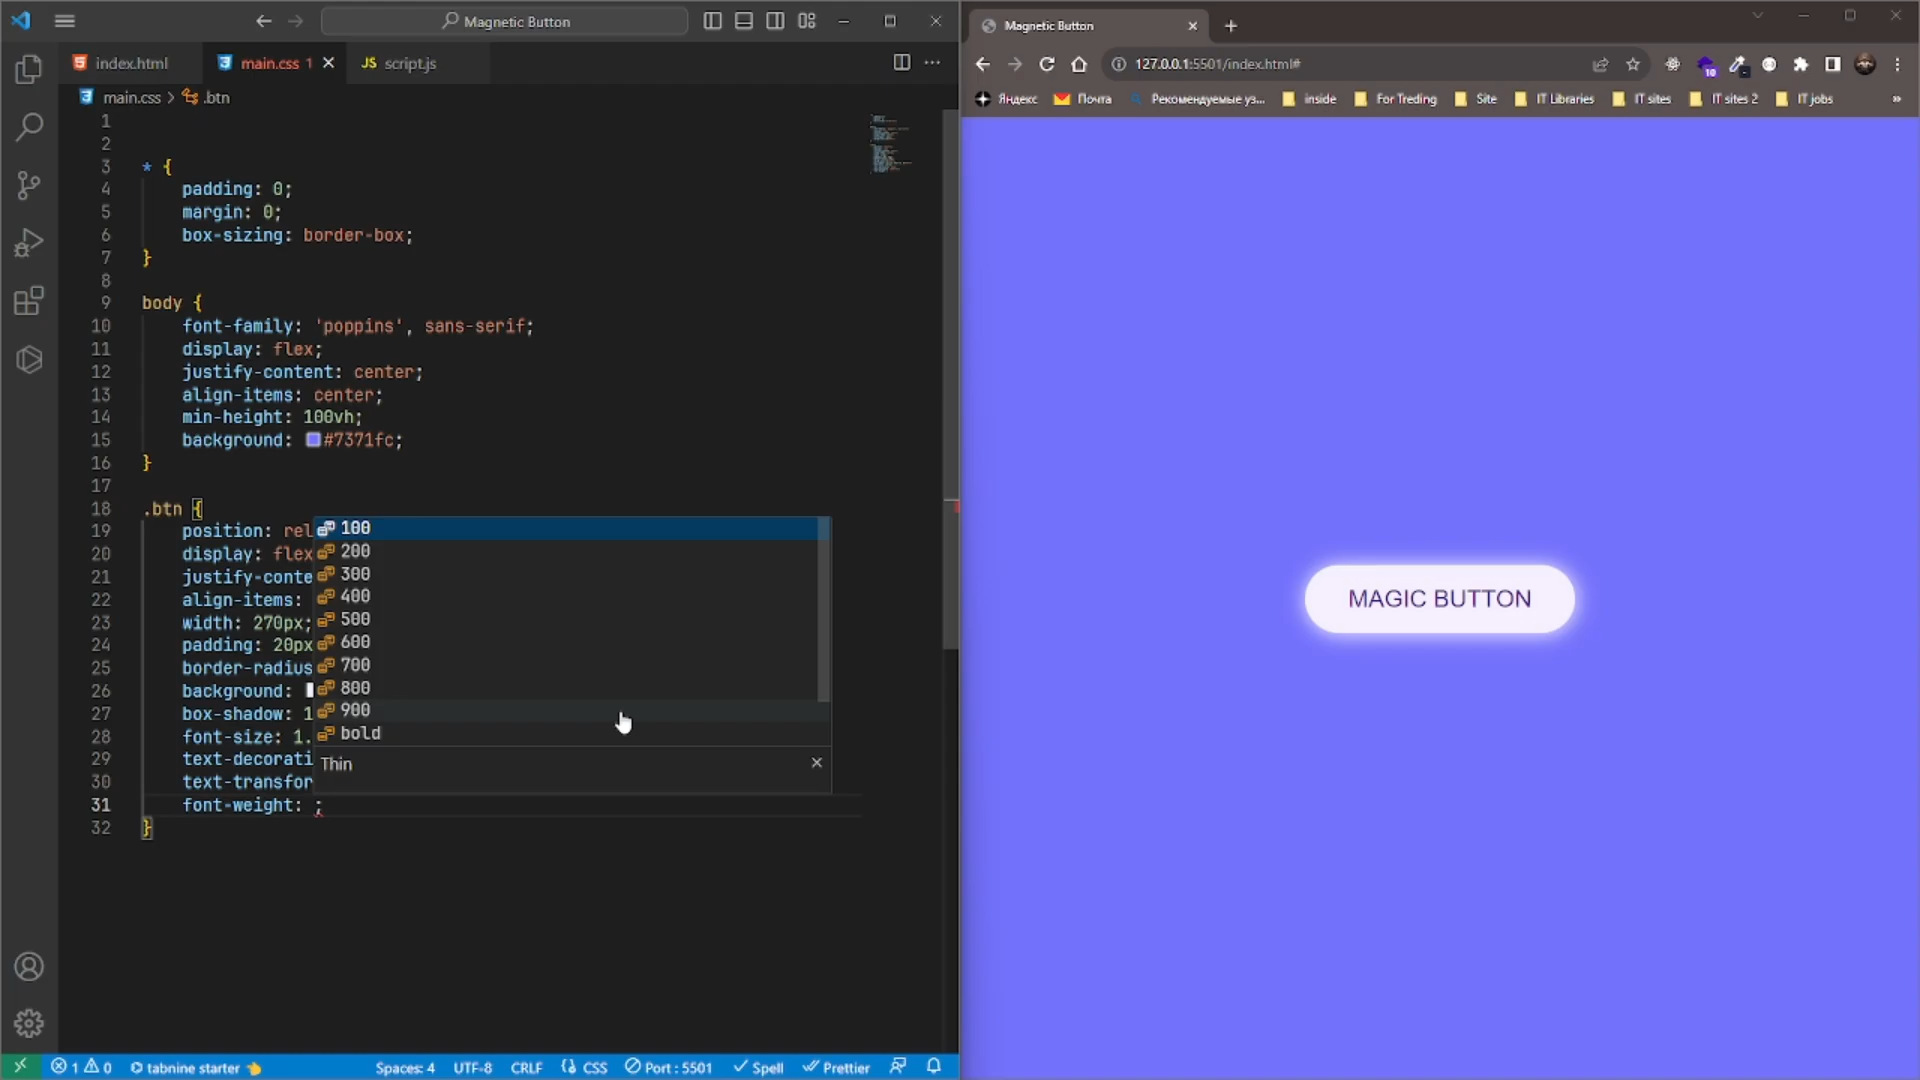 Magnetic Button
index.html
main.css 1
JS script.js
main.css > .btn
1
2
3 * {
4 padding: 0;
5 margin: 0;
6 box-sizing: border-box;
7 }
8
9 body {
10 font-family: 'poppins', sans-serif;
11 display: flex;
12 justify-content: center;
13 align-items: center;
14 min-height: 100vh;
15 background: #7371fc;
16 }
17
18 .btn {
19 position: rel
20 display: flex
21 justify-conte
22 align-items:
23 width: 270px;
24 padding: 20px
25 border-radius
26 background:
27 box-shadow: 1
28 font-size: 1.
29 text-decorati
30 text-transfor
31 font-weight: ;
32 }
100
200
300
400
500
600
700
800
900
bold
Thin
1 0 tabnine starter Spaces: 4 UTF-8 CRLF CSS Port : 5501 Spell Prettier
Magnetic Button
127.0.0.1:5501/index.html#
10
Яндекс Почта Рекомендуемые уз... inside For Treding Site IT Libraries IT sites IT sites 2 IT jobs »
MAGIC BUTTON